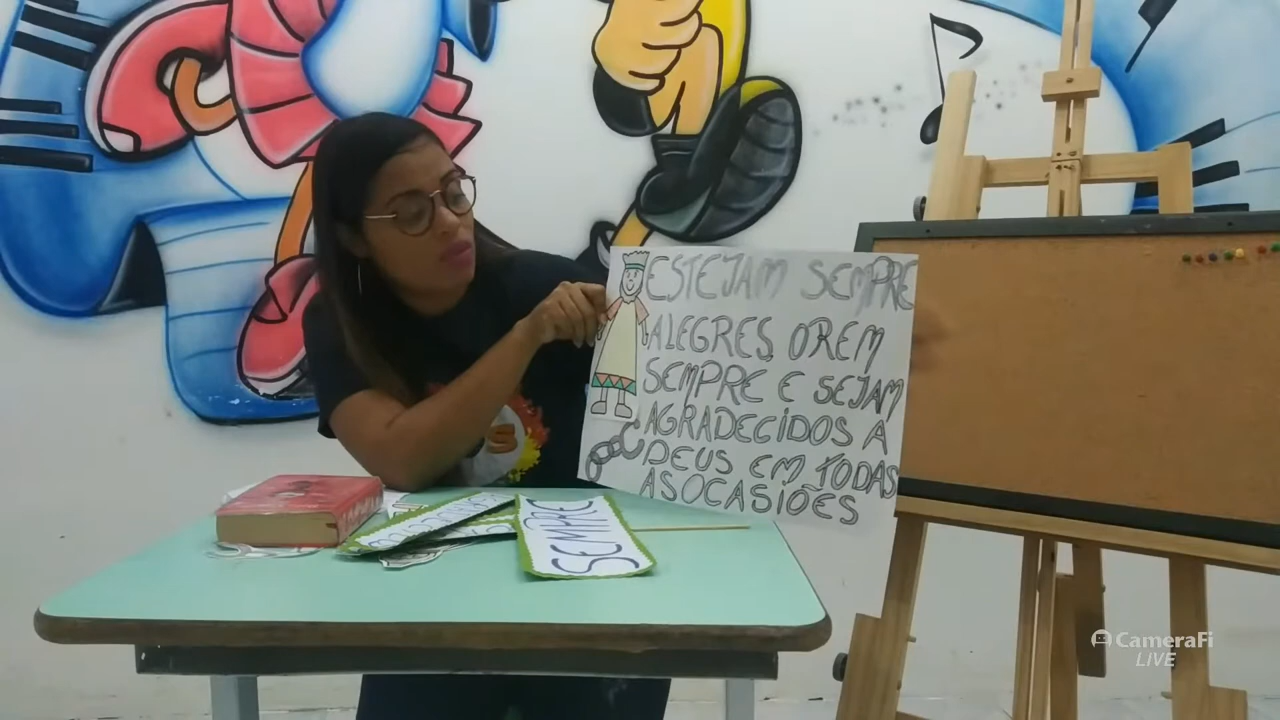 ESTEJAM SEMPRE
ALEGRES OREM
SEMPRE E SEJAM
AGRADECIDOS A
DEUS EM TODAS
AS OCASIÕES
SEMPRE
CameraFi
LIVE